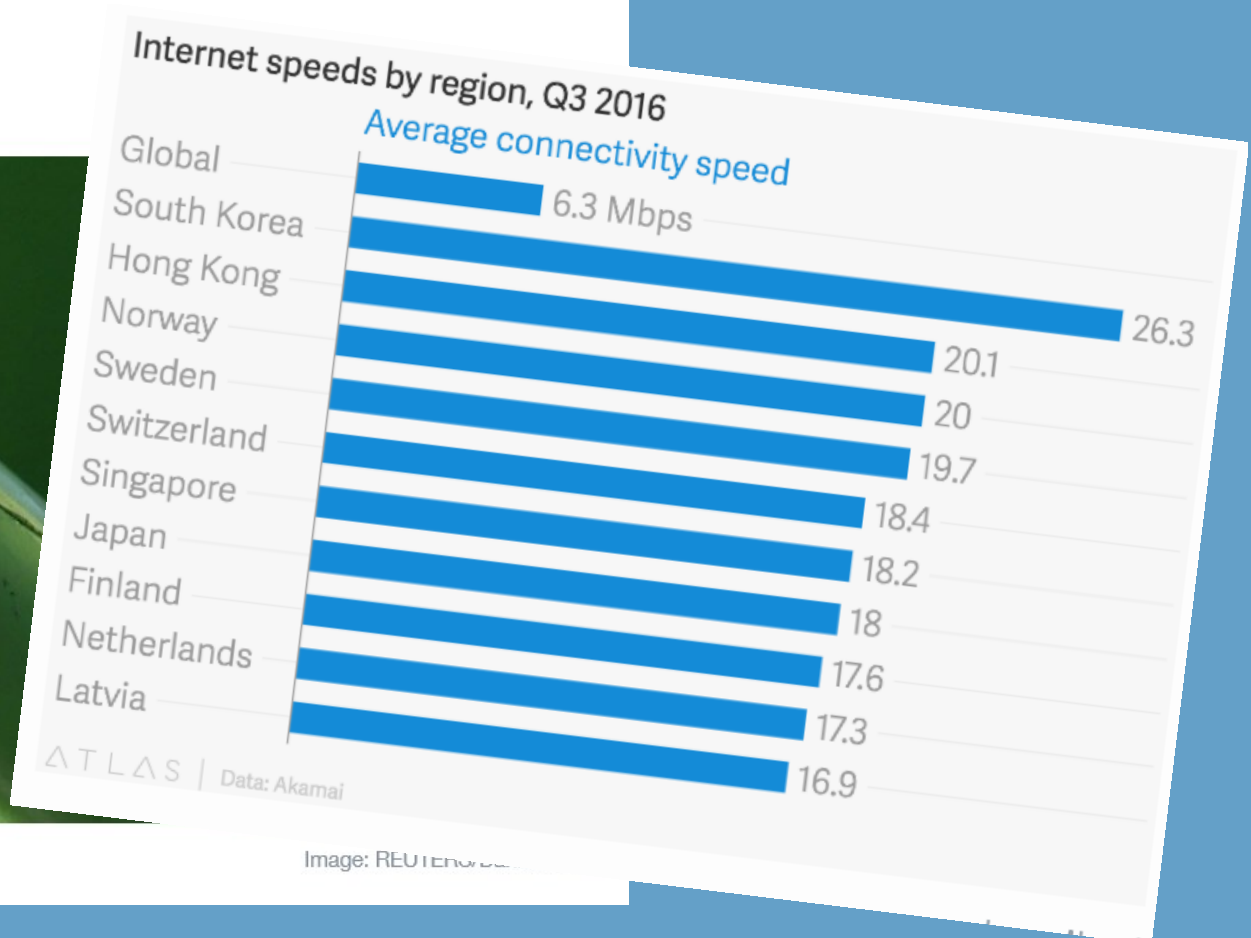 Internet speeds by region, Q3 2016
Average connectivity speed
Global 6.3 Mbps
South Korea 26.3
Hong Kong 20.1
Norway 20
Sweden 19.7
Switzerland 18.4
Singapore 18.2
Japan 18
Finland 17.6
Netherlands 17.3
Latvia 16.9
ATLAS | Data: Akamai
Image: